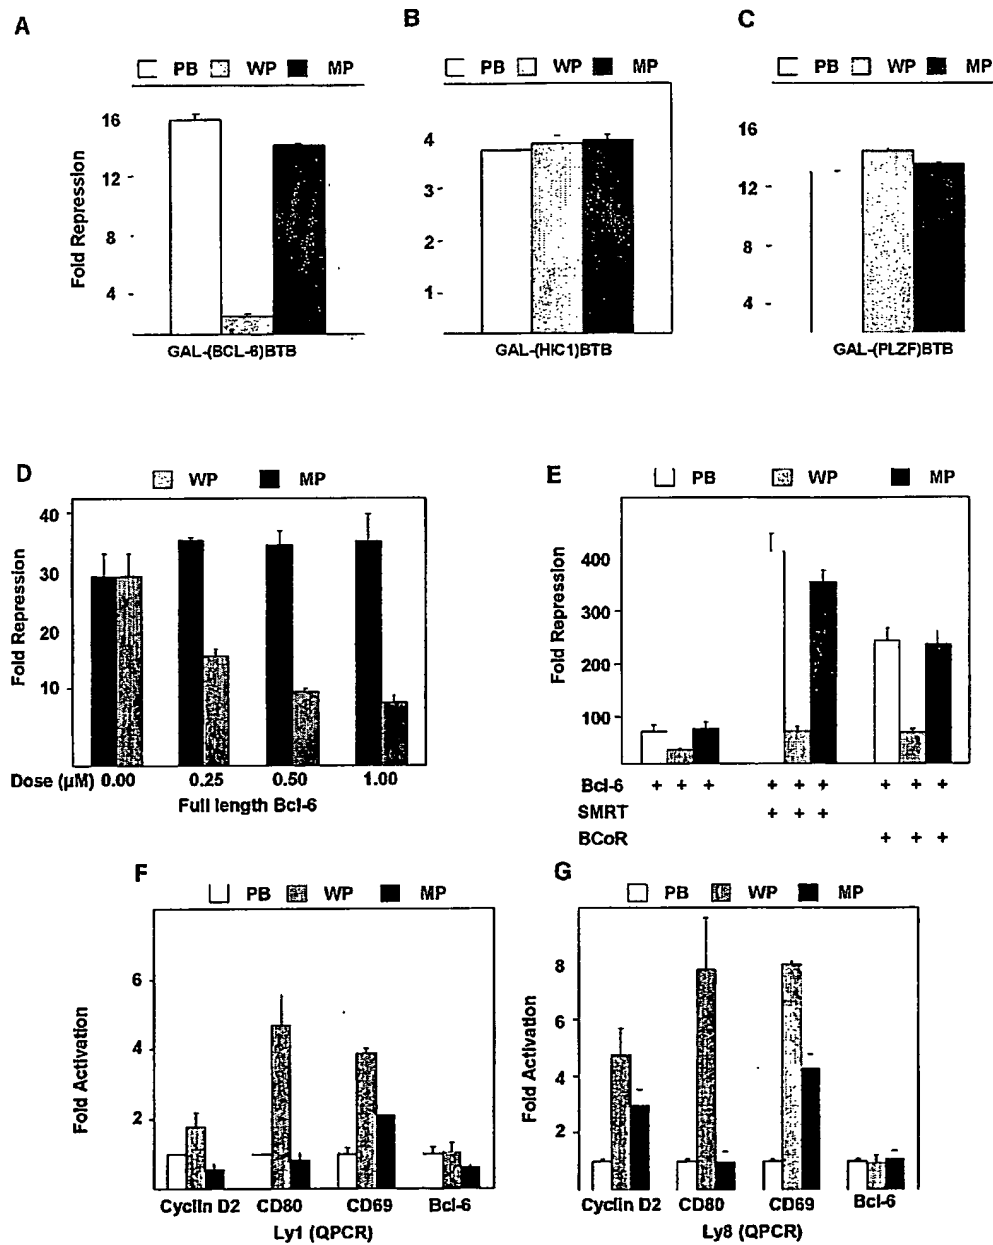 A
B
C
PB WP MP
PB WP MP
PB WP MP
Fold Repression
16
12
8
4
4
3
2
1
16
12
8
4
GAL-(BCL-6)BTB
GAL-(HIC1)BTB
GAL-(PLZF)BTB
D
WP MP
Fold Repression
40
30
20
10
Dose (µM) 0.00 0.25 0.50 1.00
Full length Bcl-6
E
PB WP MP
Fold Repression
400
300
200
100
Bcl-6 + + + + + + + + +
SMRT + + +
BCoR + + +
F
PB WP MP
Fold Activation
6
4
2
Cyclin D2 CD80 CD69 Bcl-6
Ly1 (QPCR)
G
PB WP MP
Fold Activation
8
6
4
2
Cyclin D2 CD80 CD69 Bcl-6
Ly8 (QPCR)